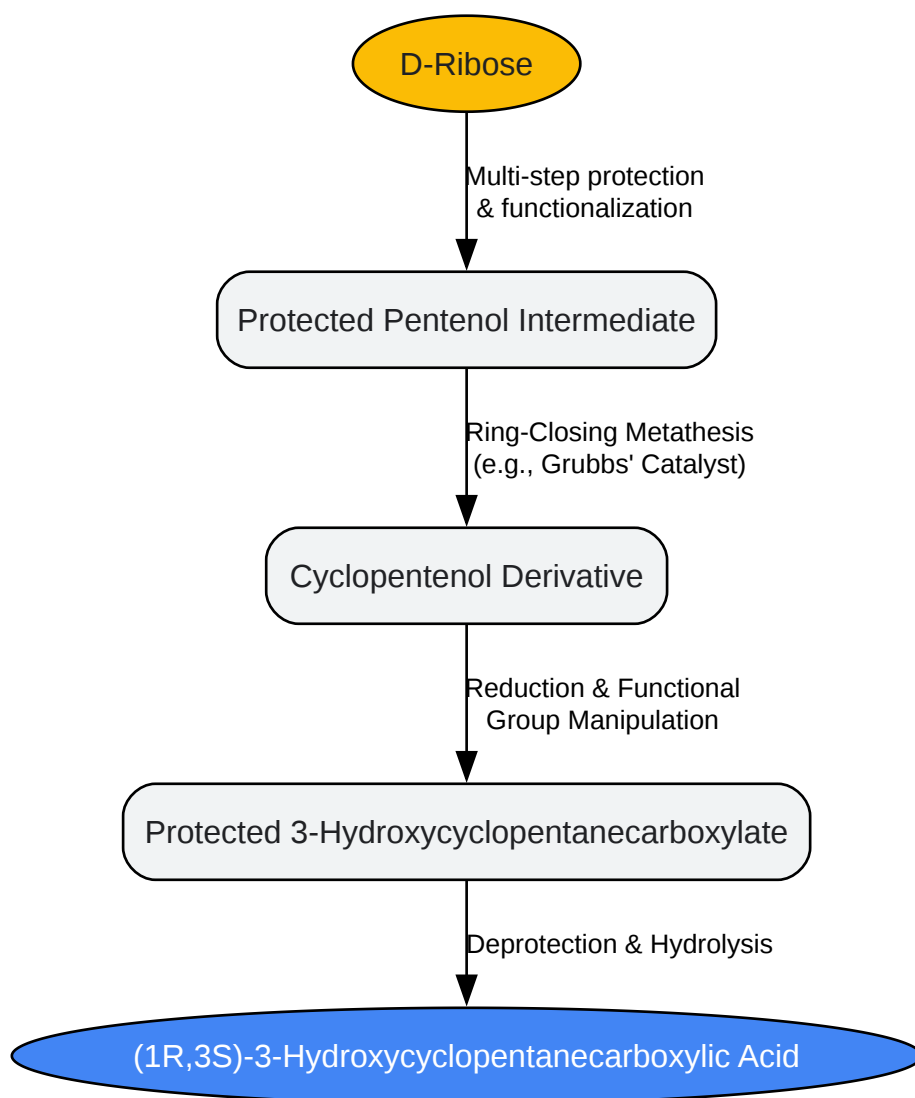 D-Ribose
Multi-step protection
& functionalization
Protected Pentenol Intermediate
Ring-Closing Metathesis
(e.g., Grubbs' Catalyst)
Cyclopentenol Derivative
Reduction & Functional
Group Manipulation
Protected 3-Hydroxycyclopentanecarboxylate
Deprotection & Hydrolysis
(1R,3S)-3-Hydroxycyclopentanecarboxylic Acid